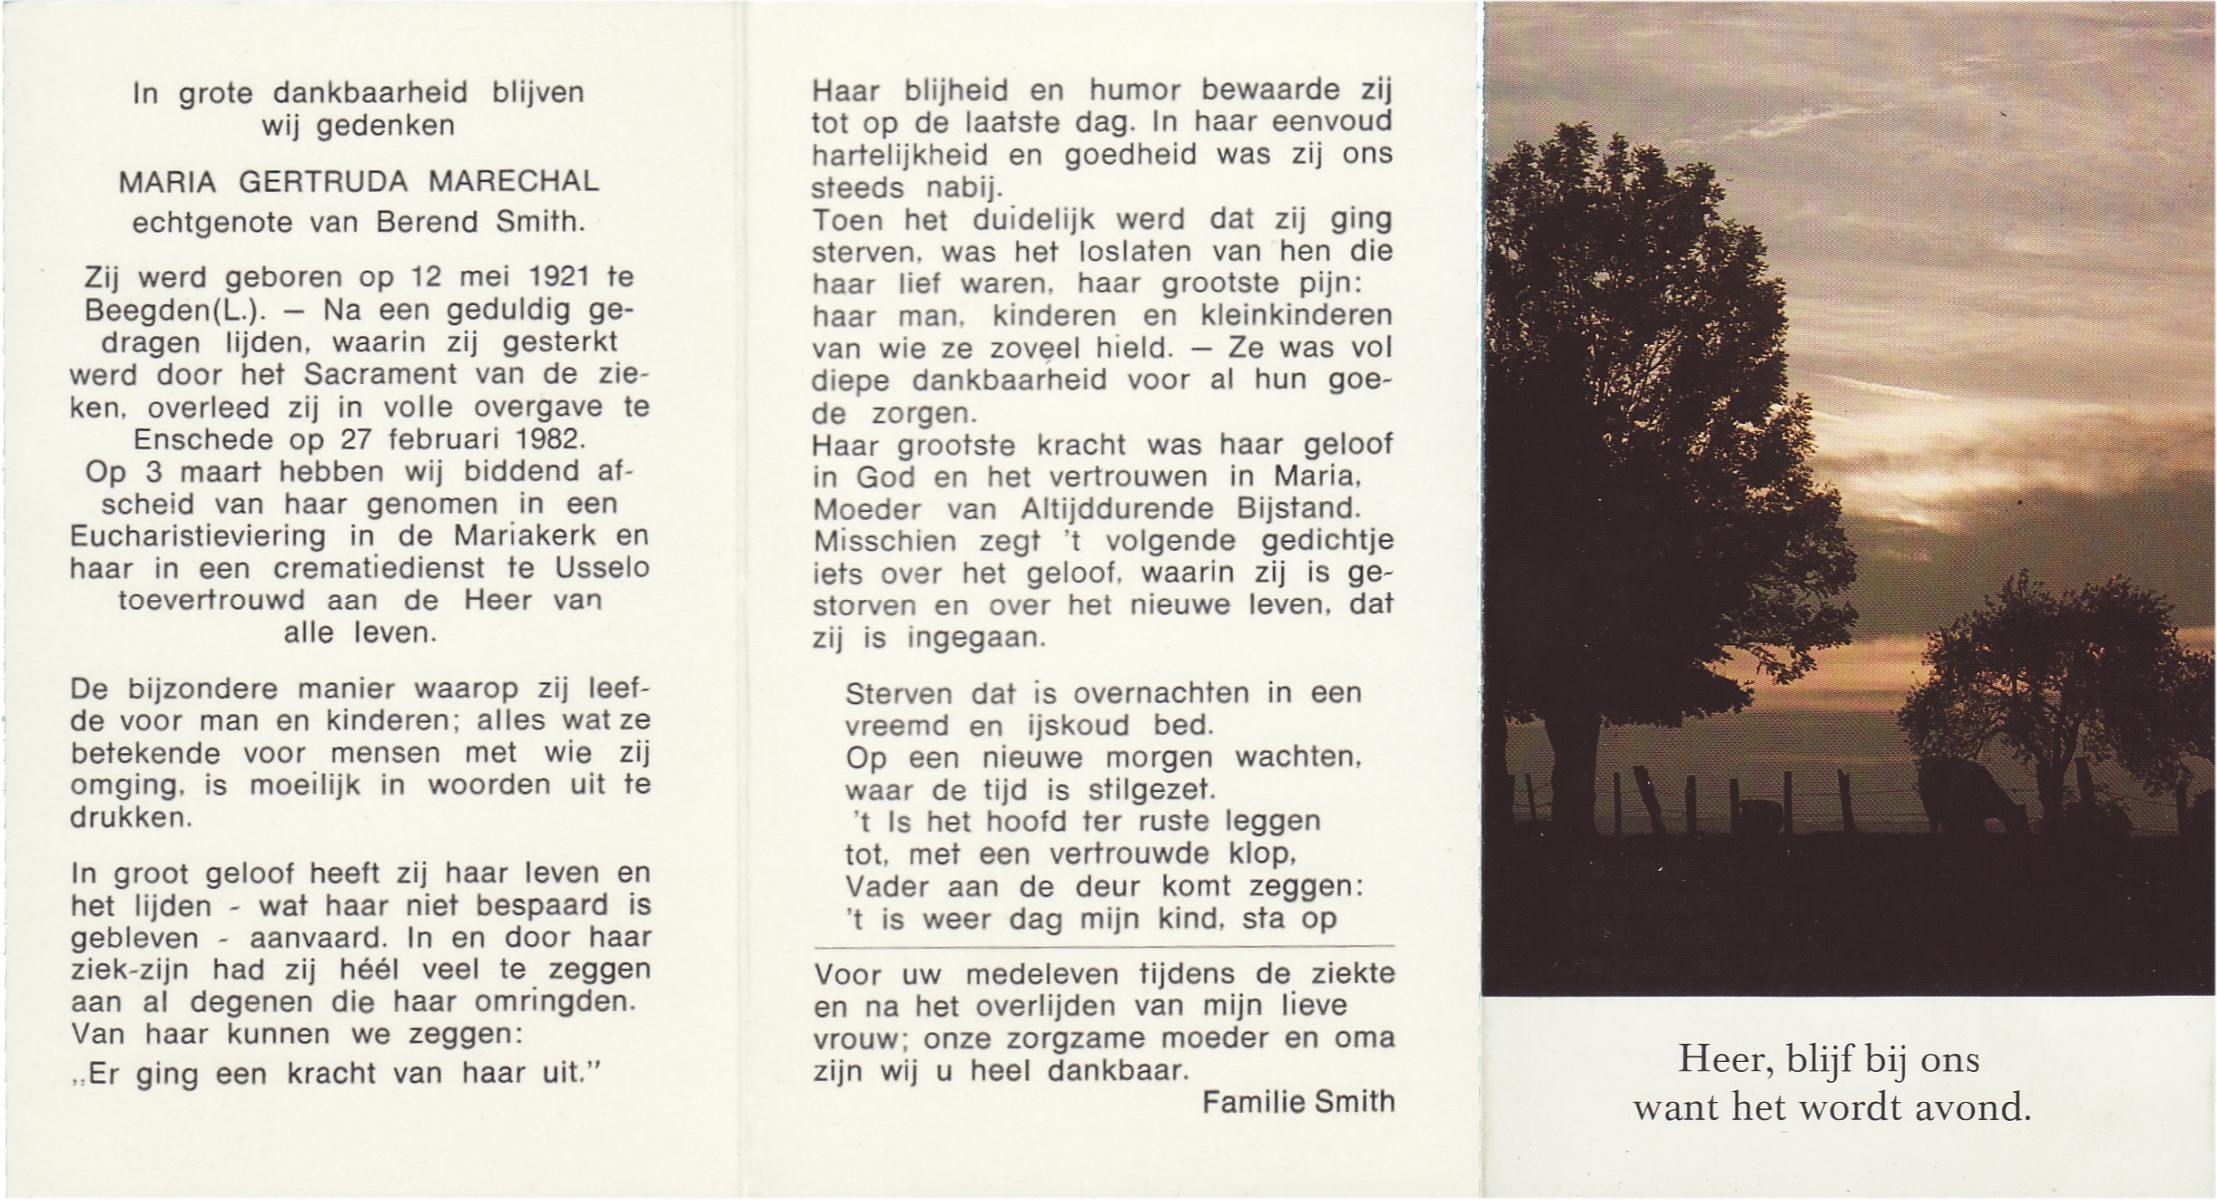 In grote dankbaarheid blijven
wij gedenken
MARIA GERTRUDA MARECHAL
echtgenote van Berend Smith.
Zij werd geboren op 12 mei 1921 te
Beegden(L.). — Na een geduldig ge-
dragen lijden, waarin zij gesterkt
werd door het Sacrament van de zie-
ken, overleed zij in volle overgave te
Enschede op 27 februari 1982.
Op 3 maart hebben wij biddend af-
scheid van haar genomen in een
Eucharistieviering in de Mariakerk en
haar in een crematiedienst te Usselo
toevertrouwd aan de Heer van
alle leven.
De bijzondere manier waarop zij leef-
de voor man en kinderen; alles wat ze
betekende voor mensen met wie zij
omging, is moeilijk in woorden uit te
drukken.
In groot geloof heeft zij haar leven en
het lijden - wat haar niet bespaard is
gebleven - aanvaard. In en door haar
ziek-zijn had zij héél veel te zeggen
aan al degenen die haar omringden.
Van haar kunnen we zeggen:
„Er ging een kracht van haar uit.”
Haar blijheid en humor bewaarde zij
tot op de laatste dag. In haar eenvoud
hartelijkheid en goedheid was zij ons
steeds nabij.
Toen het duidelijk werd dat zij ging
sterven, was het loslaten van hen die
haar lief waren, haar grootste pijn:
haar man, kinderen en kleinkinderen
van wie ze zoveel hield. — Ze was vol
diepe dankbaarheid voor al hun goe-
de zorgen.
Haar grootste kracht was haar geloof
in God en het vertrouwen in Maria,
Moeder van Altijddurende Bijstand.
Misschien zegt 't volgende gedichtje
iets over het geloof, waarin zij is ge-
storven en over het nieuwe leven, dat
zij is ingegaan.
Sterven dat is overnachten in een
vreemd en ijskoud bed.
Op een nieuwe morgen wachten,
waar de tijd is stilgezet.
't Is het hoofd ter ruste leggen
tot, met een vertrouwde klop,
Vader aan de deur komt zeggen:
't is weer dag mijn kind, sta op
Voor uw medeleven tijdens de ziekte
en na het overlijden van mijn lieve
vrouw; onze zorgzame moeder en oma
zijn wij u heel dankbaar.
Familie Smith
Heer, blijf bij ons
want het wordt avond.